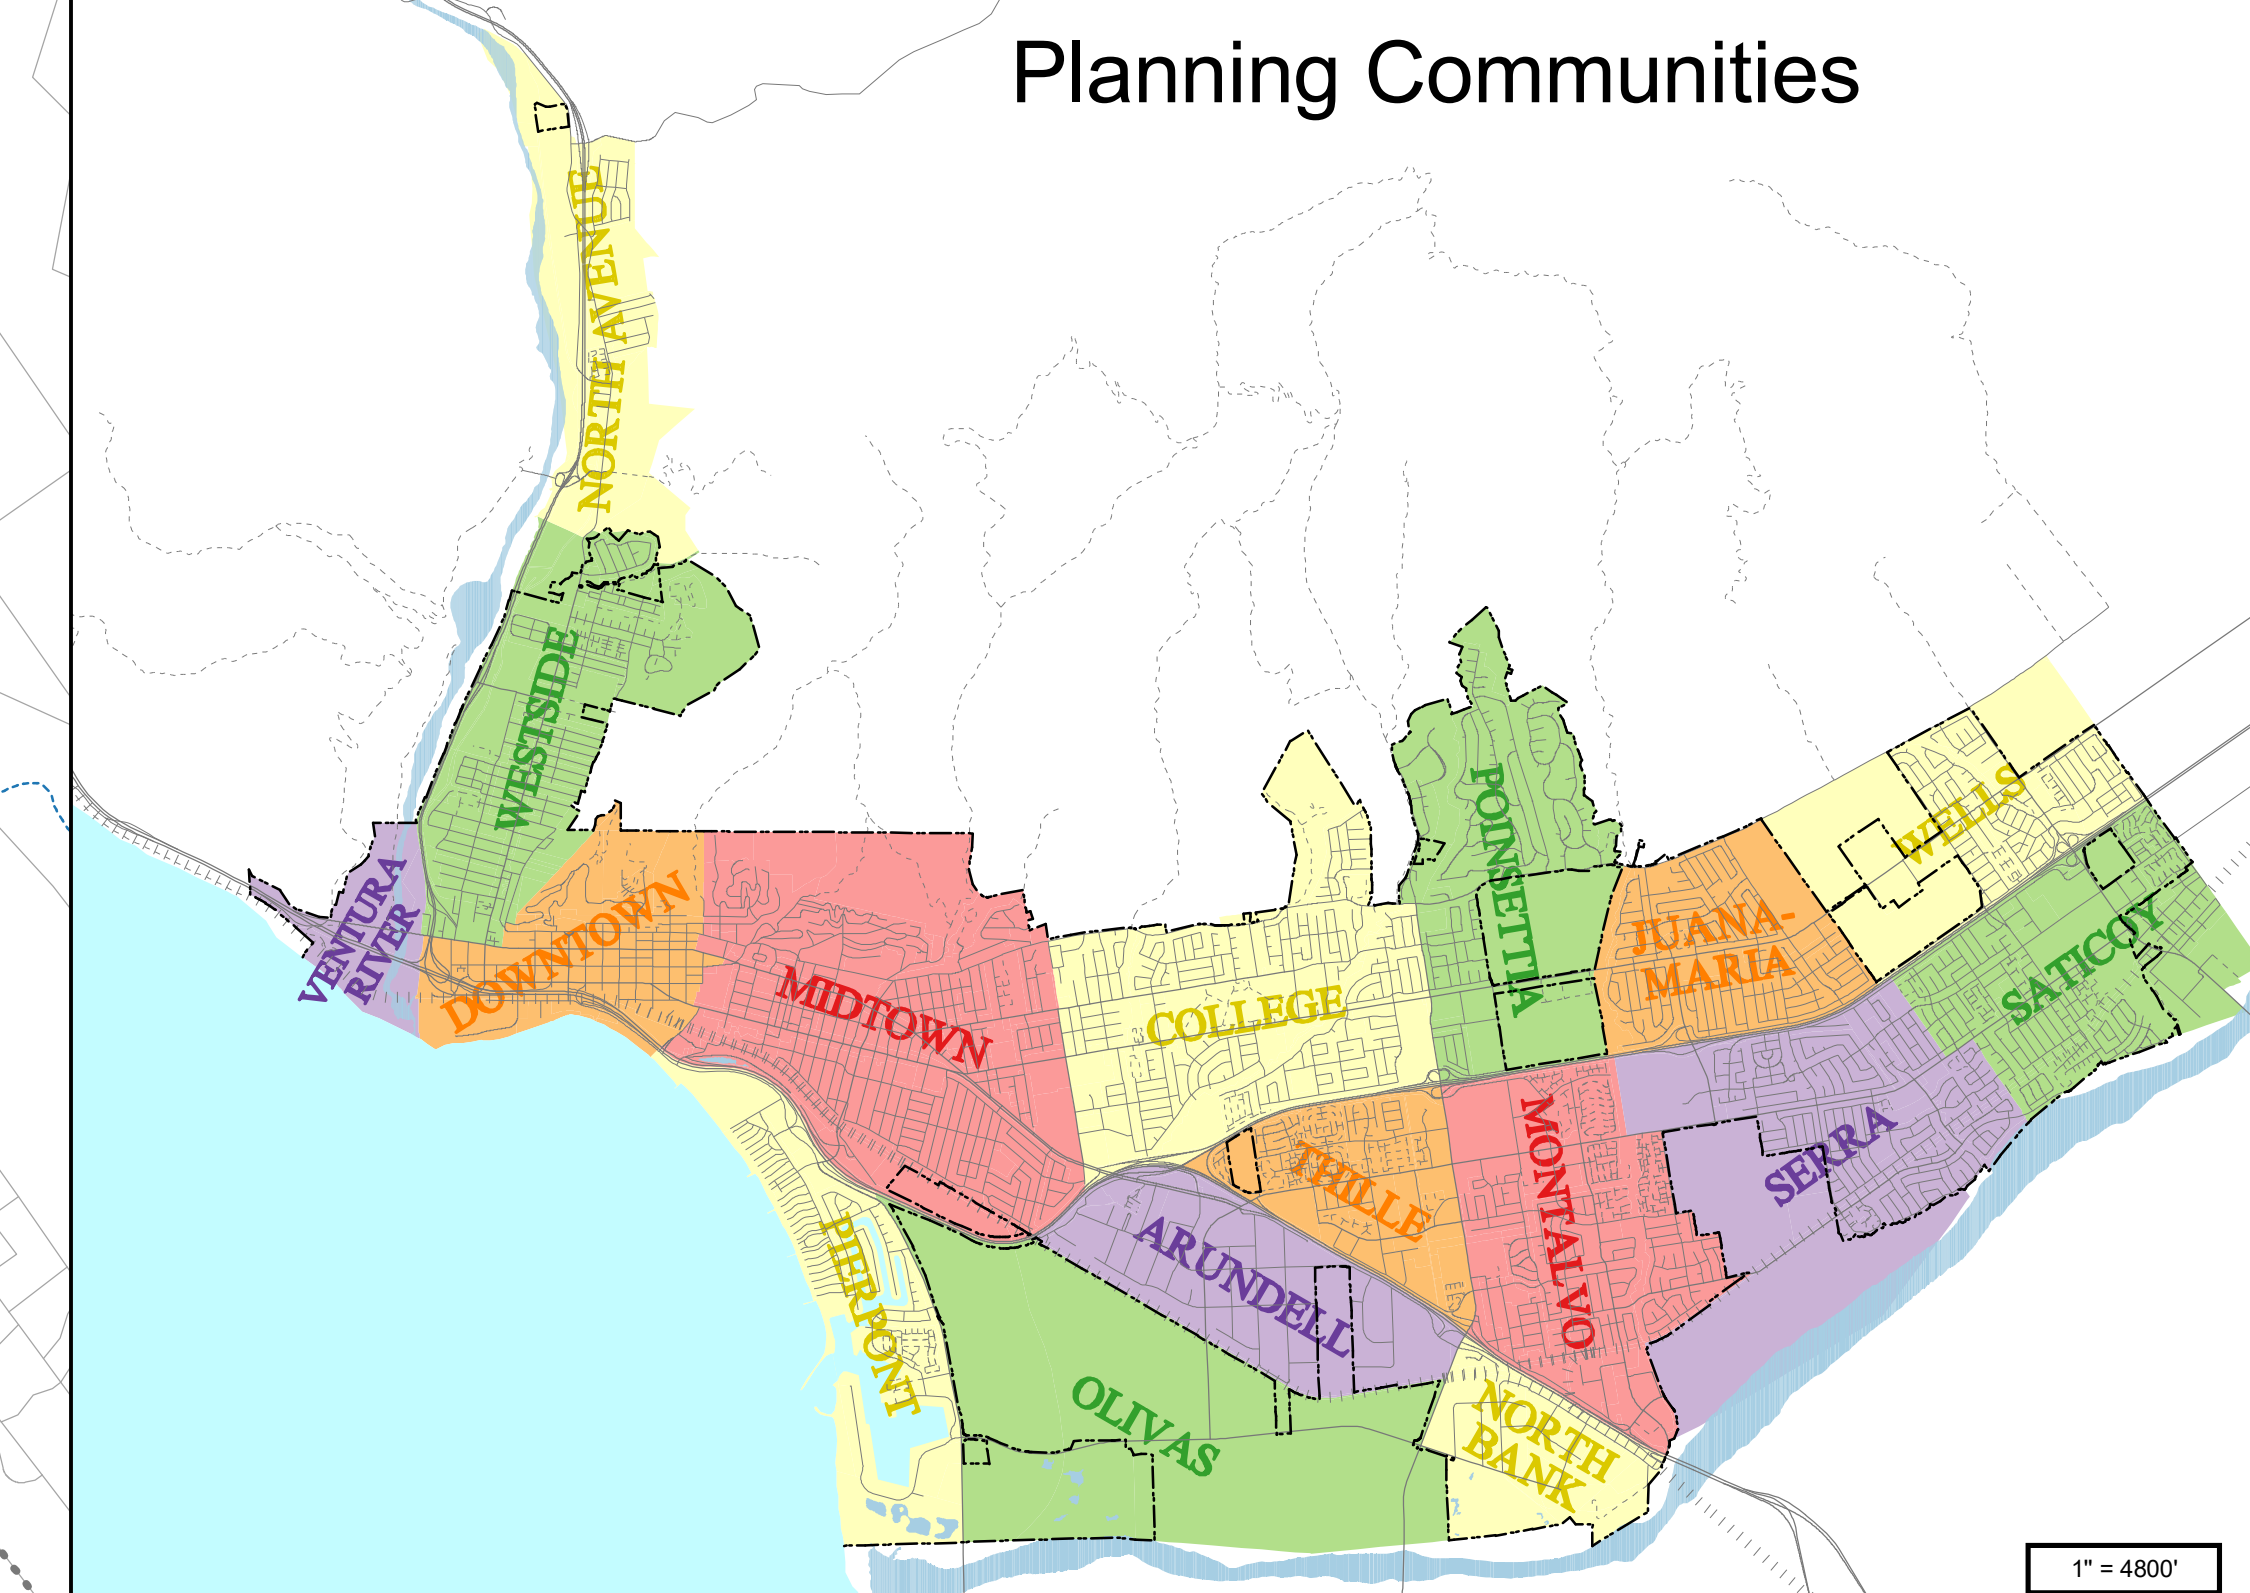 Planning Communities
NORTH AVENUE
WESTSIDE
VENTURA
RIVER
DOWNTOWN
MIDTOWN
COLLEGE
POINSETTIA
JUANA-
MARIA
WELLS
SATICOY
SERRA
MONTALVO
THILLE
ARUNDELL
PIERPONT
OLIVAS
NORTH
BANK
1" = 4800'